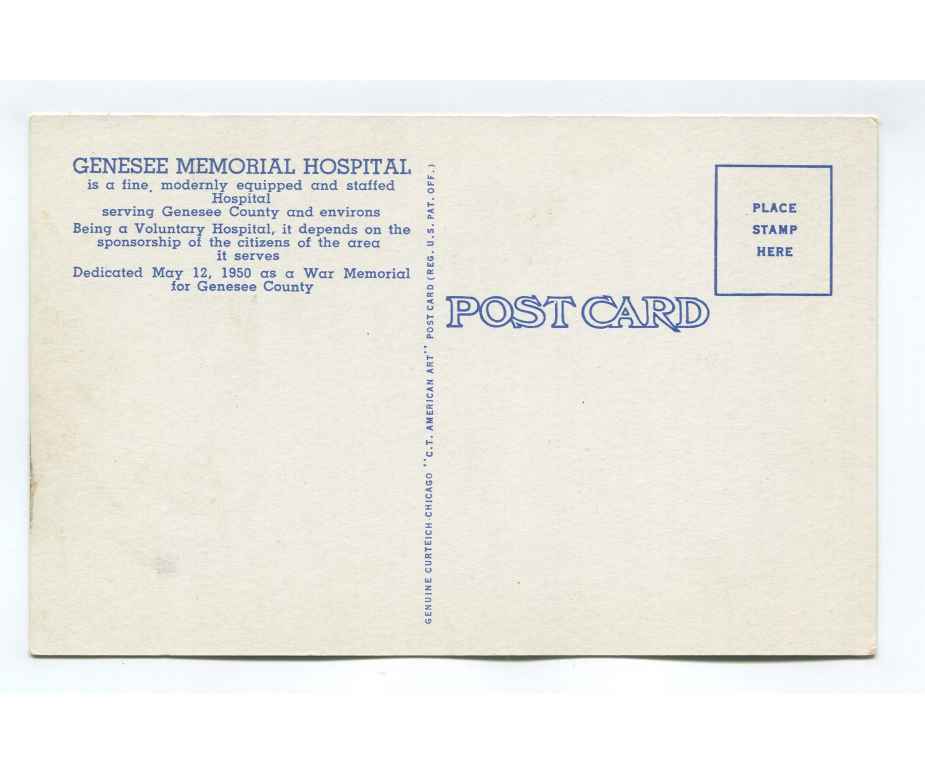 GENESEE MEMORIAL HOSPITAL
is a fine, modernly equipped and staffed
Hospital
serving Genesee County and environs
Being a Voluntary Hospital, it depends on the
sponsorship of the citizens of the area
it serves
Dedicated May 12, 1950 as a War Memorial
for Genesee County
GENUINE CURTEICH-CHICAGO "C.T. AMERICAN ART" POST CARD (REG. U.S. PAT. OFF.)
POST CARD
PLACE
STAMP
HERE